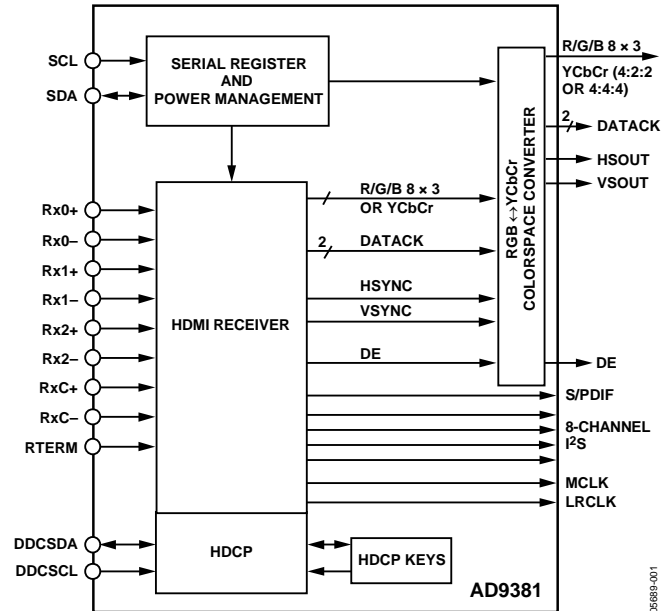 SCL
SDA
SERIAL REGISTER
AND
POWER MANAGEMENT
R/G/B 8 × 3
YCbCr (4:2:2
OR 4:4:4)
2
DATACK
HSOUT
VSOUT
RGB ↔ YCbCr
COLORSPACE CONVERTER
Rx0+
Rx0–
Rx1+
Rx1–
Rx2+
Rx2–
RxC+
RxC–
RTERM
HDMI RECEIVER
R/G/B 8 × 3
OR YCbCr
2
DATACK
HSYNC
VSYNC
DE
DE
S/PDIF
8-CHANNEL
I2S
MCLK
LRCLK
DDCSDA
DDCSCL
HDCP
HDCP KEYS
AD9381
05689-001